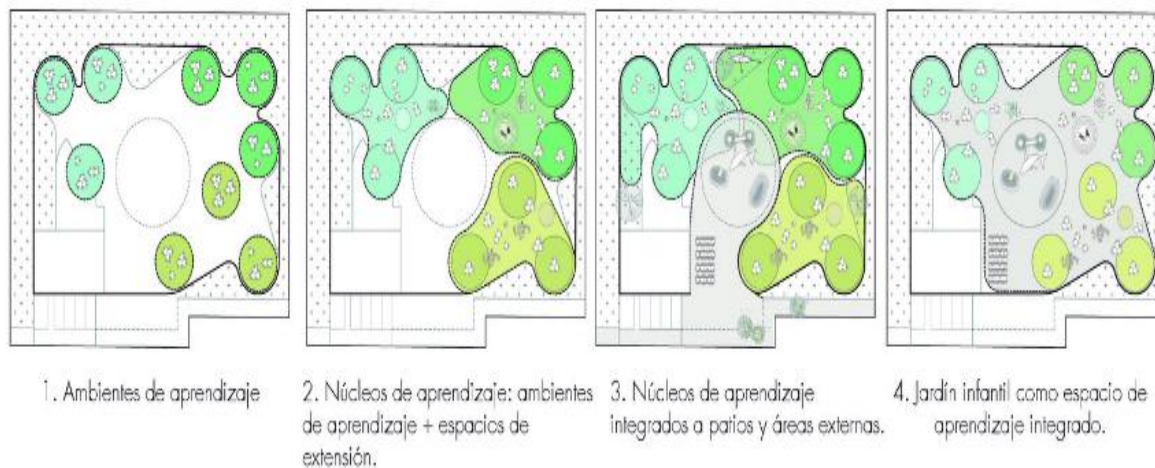 1. Ambientes de aprendizaje
2. Núcleos de aprendizaje: ambientes
de aprendizaje + espacios de
extensión.
3. Núcleos de aprendizaje
integrados a patios y áreas externas.
4. Jardín infantil como espacio de
aprendizaje integrado.